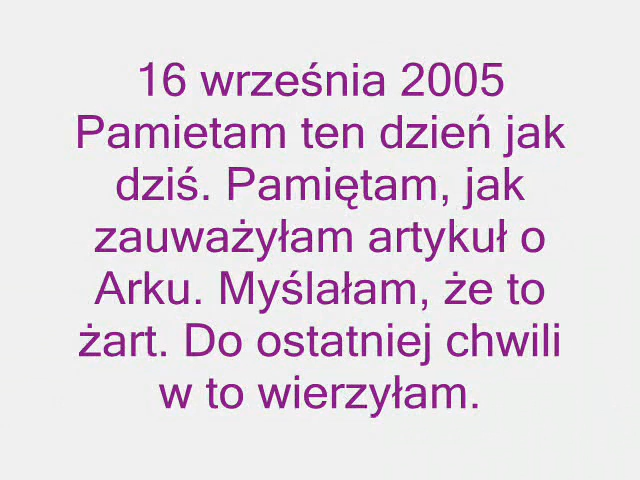 16 września 2005
Pamietam ten dzień jak
dziś. Pamiętam, jak
zauważyłam artykuł o
Arku. Myślałam, że to
żart. Do ostatniej chwili
w to wierzyłam.